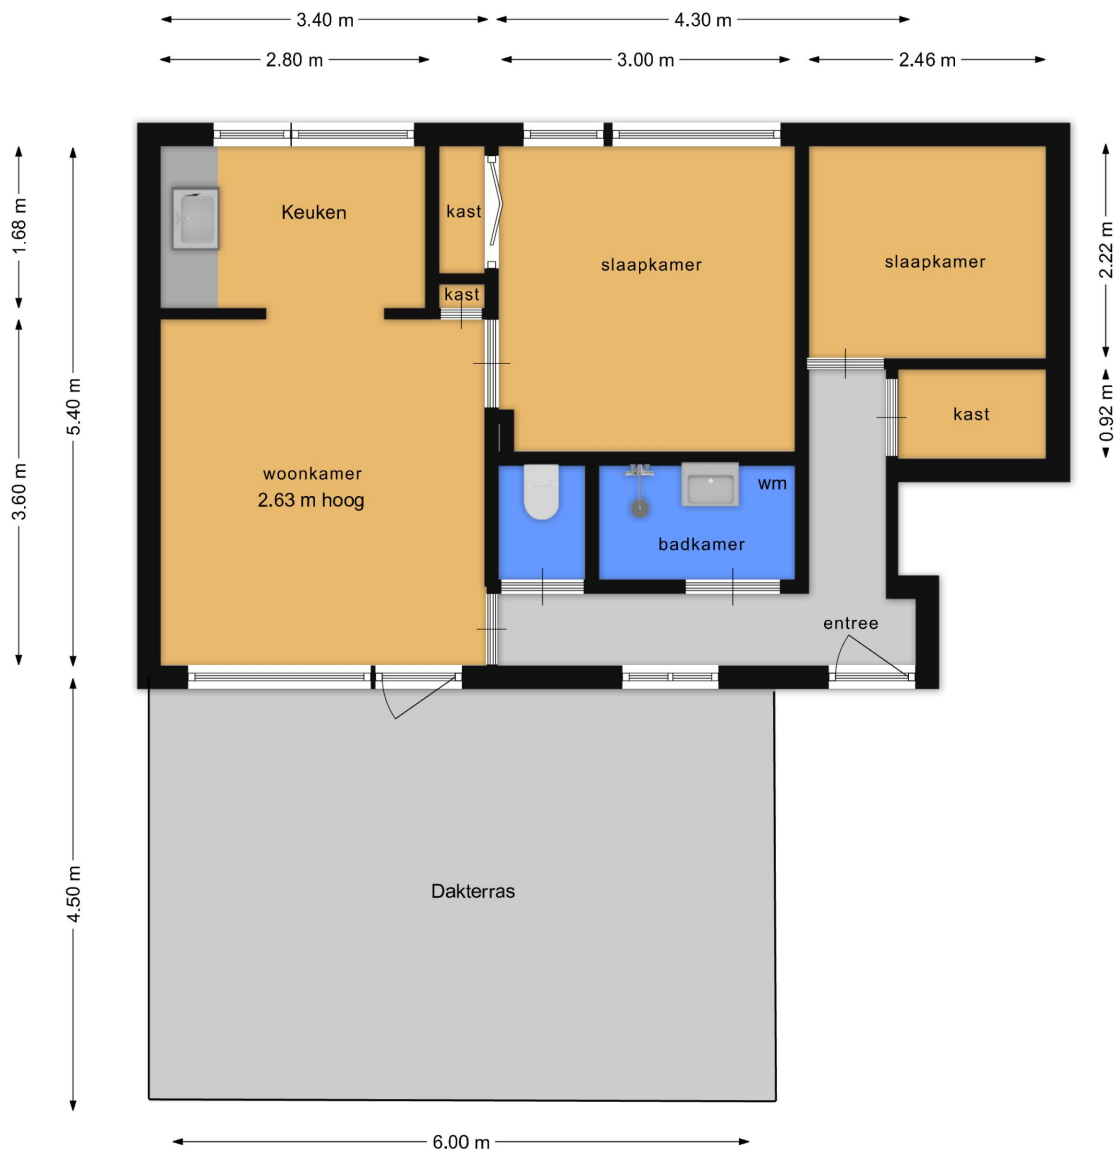 3.40 m
4.30 m
2.80 m
3.00 m
2.46 m
1.68 m
5.40 m
3.60 m
4.50 m
2.22 m
0.92 m
Keuken
kast
kast
slaapkamer
slaapkamer
kast
woonkamer
2.63 m hoog
wm
badkamer
entree
Dakterras
6.00 m